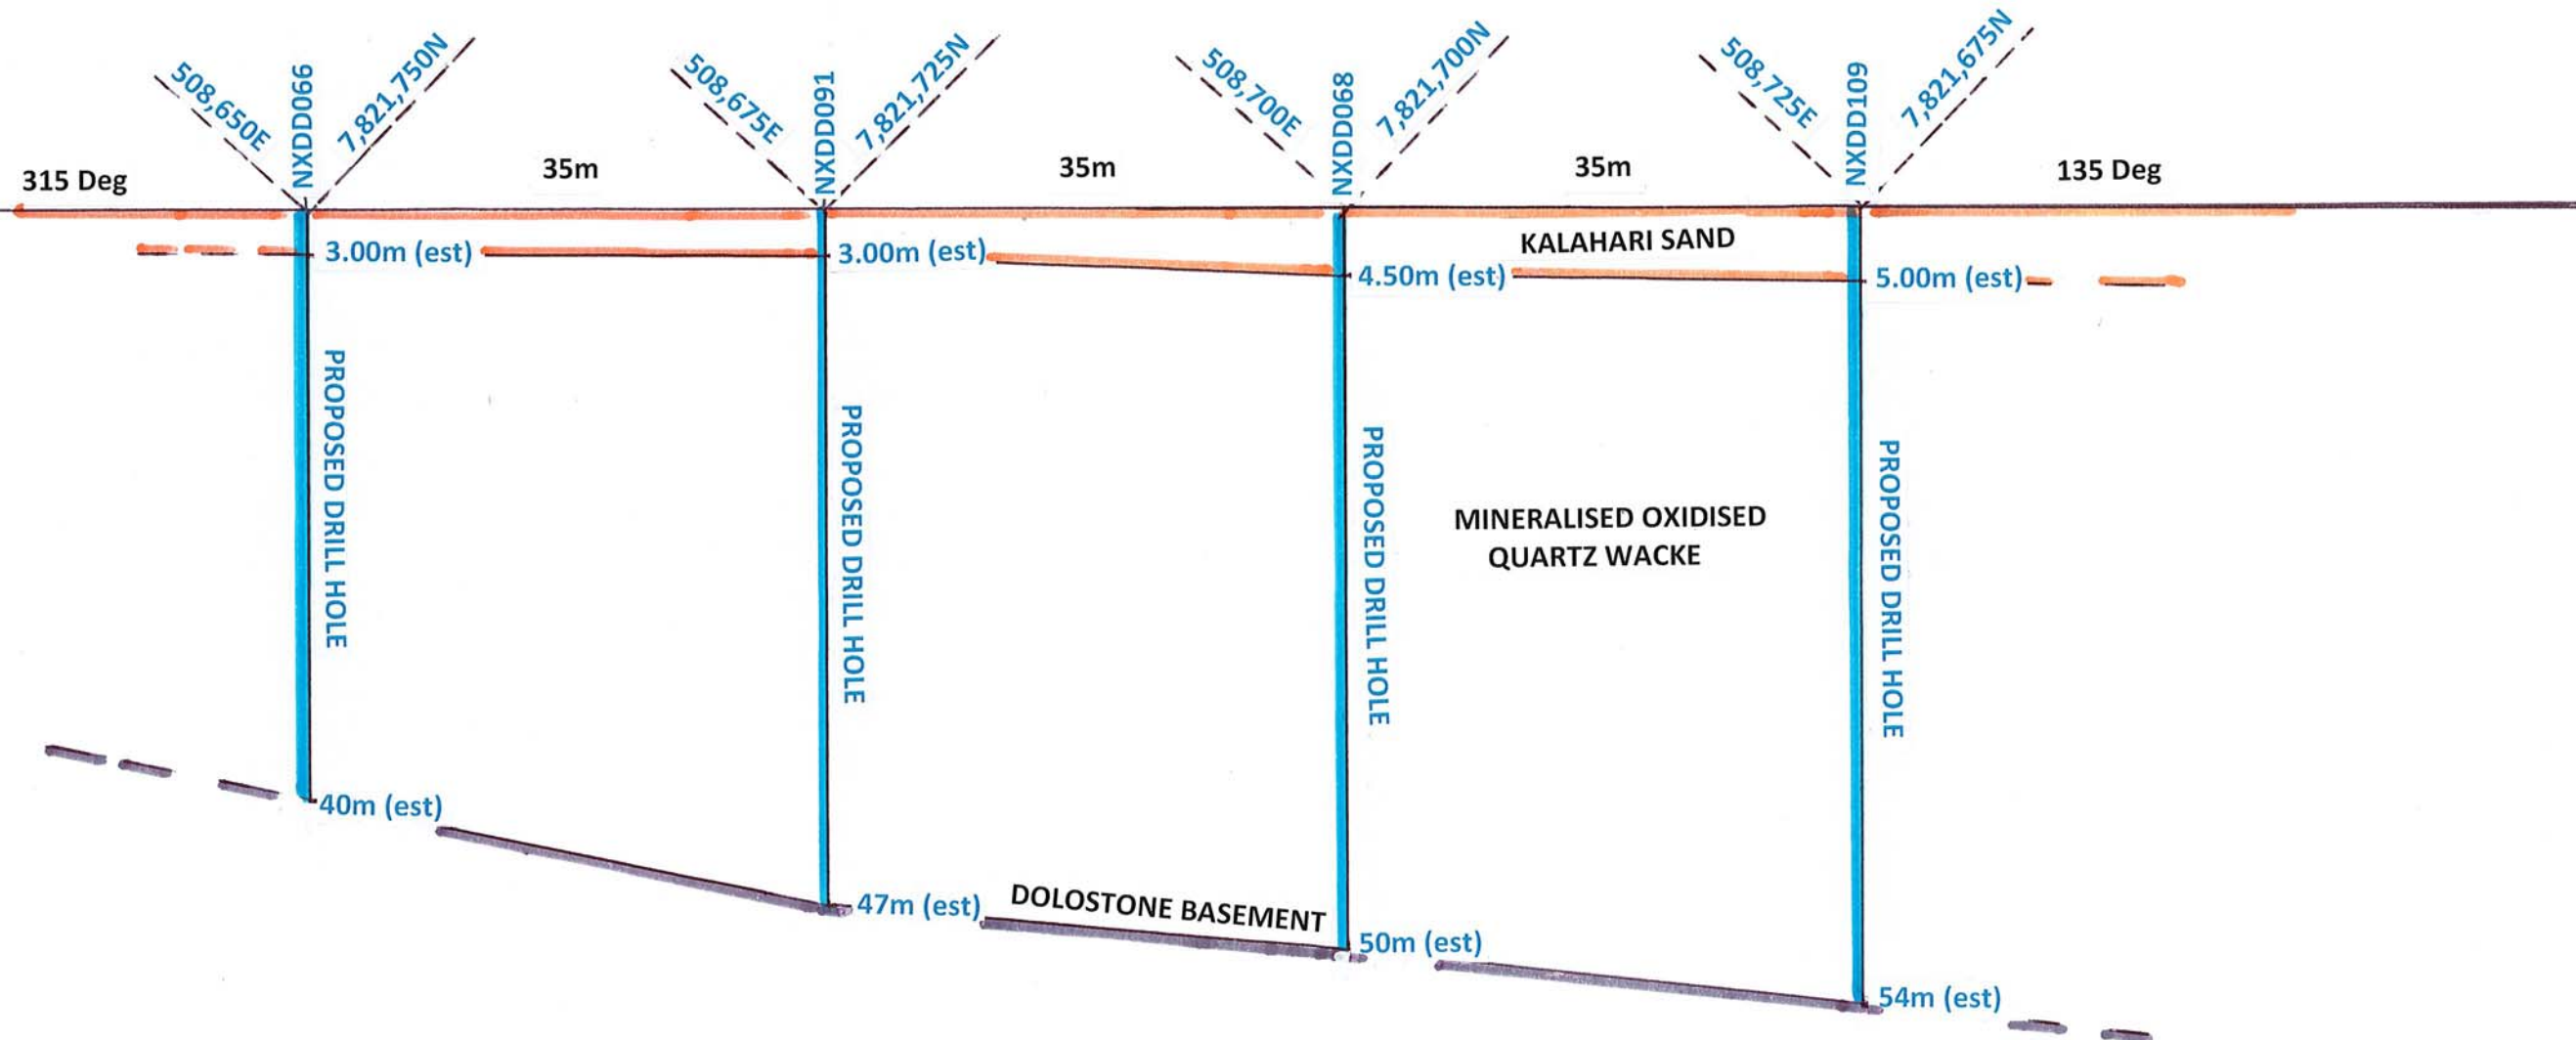 508,650E
NXDD066
7,821,750N
508,675E
NXDD091
7,821,725N
508,700E
NXDD068
7,821,700N
508,725E
NXDD109
7,821,675N
315 Deg
35m
35m
35m
135 Deg
KALAHARI SAND
3.00m (est)
3.00m (est)
4.50m (est)
5.00m (est)
PROPOSED DRILL HOLE
PROPOSED DRILL HOLE
PROPOSED DRILL HOLE
PROPOSED DRILL HOLE
MINERALISED OXIDISED
QUARTZ WACKE
40m (est)
47m (est)
DOLOSTONE BASEMENT
50m (est)
54m (est)